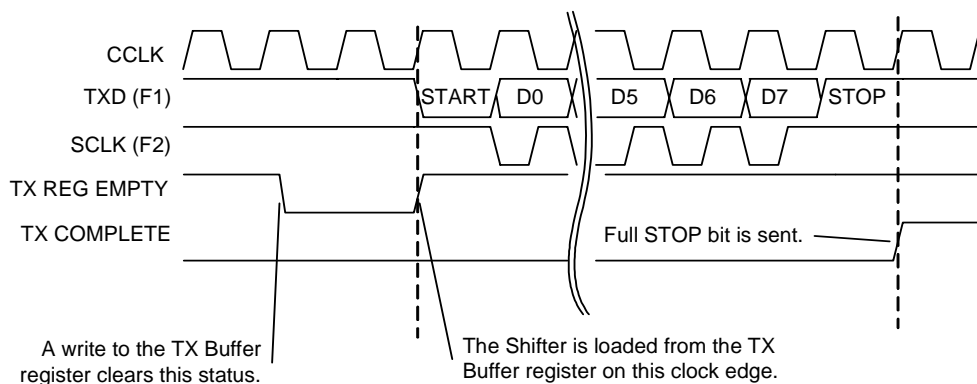 CCLK
TXD (F1)
START D0 D5 D6 D7 STOP
SCLK (F2)
TX REG EMPTY
TX COMPLETE
Full STOP bit is sent.
A write to the TX Buffer
register clears this status.
The Shifter is loaded from the TX
Buffer register on this clock edge.